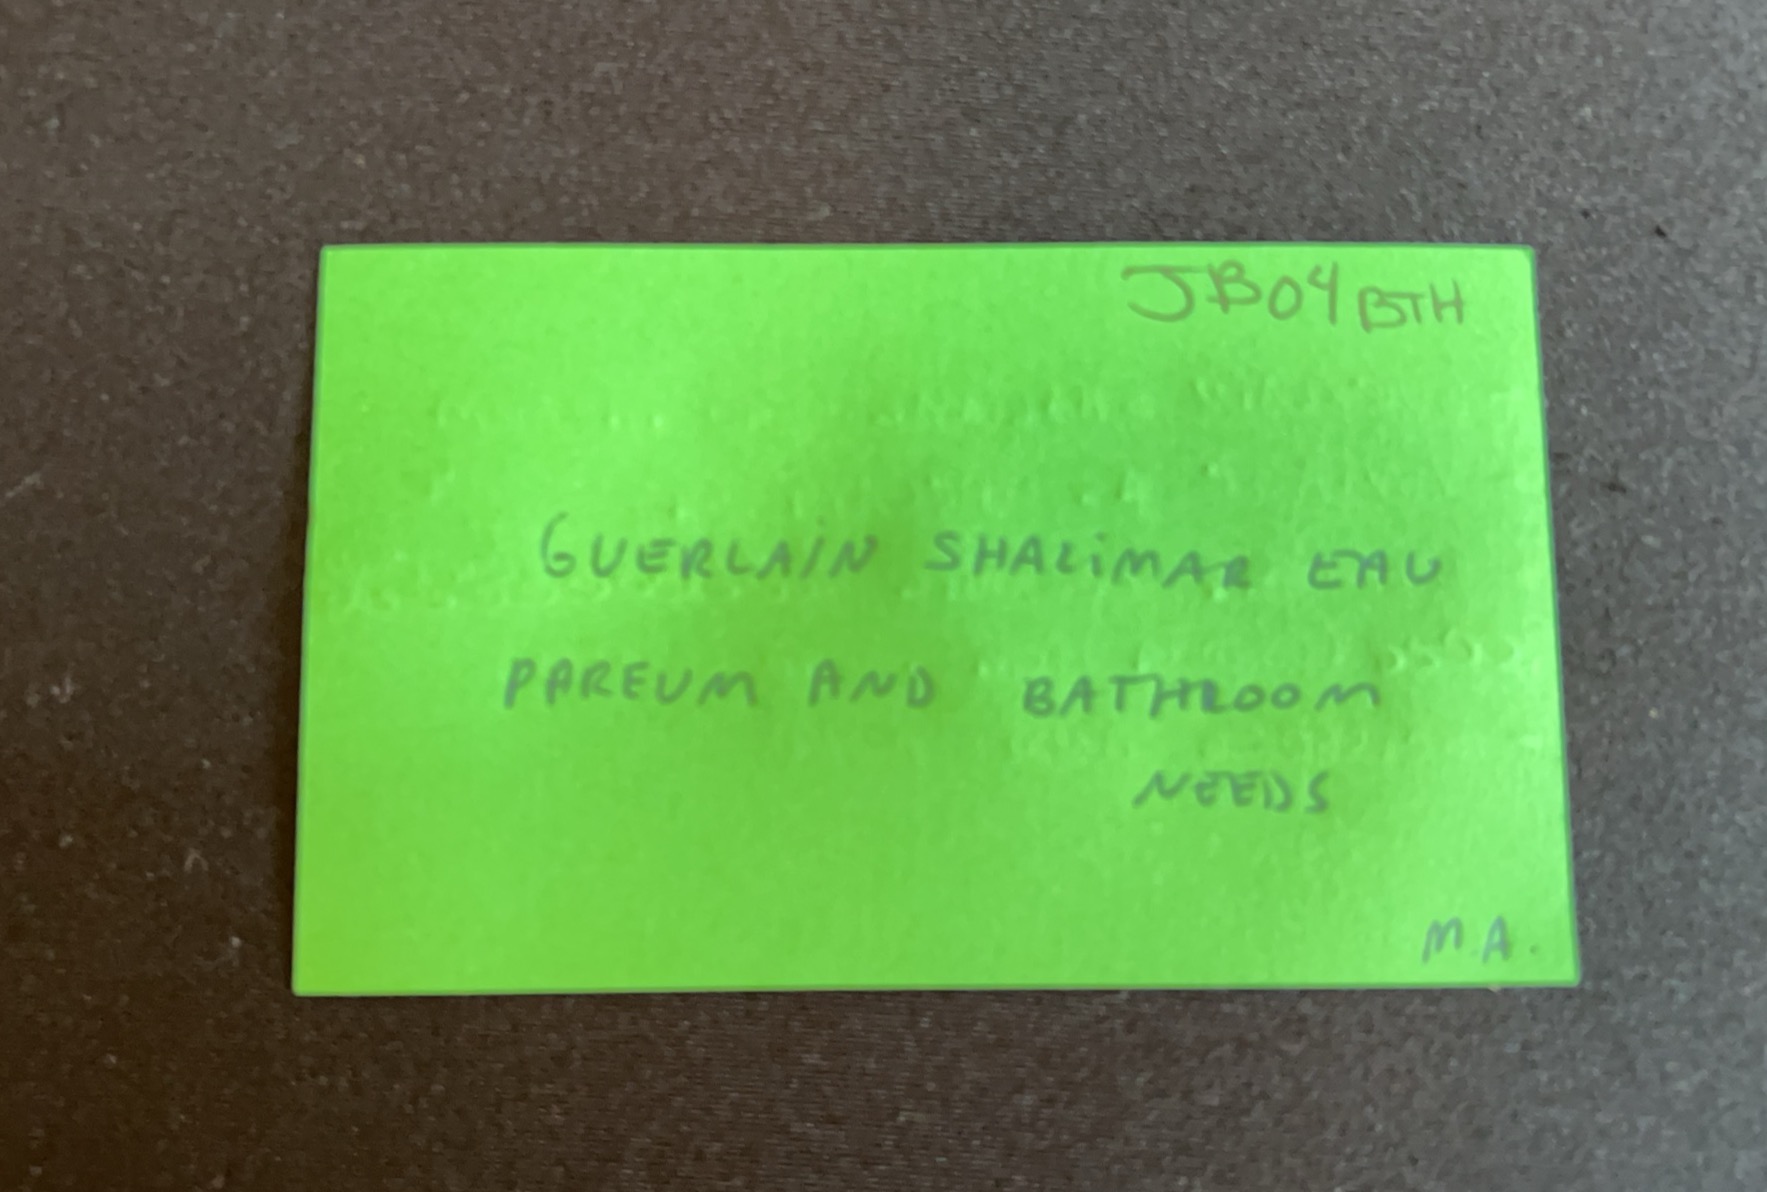 JB04 BTH
GUERLAIN SHALIMAR EAU
PAREUM AND BATHROOM
NEEDS
M.A.